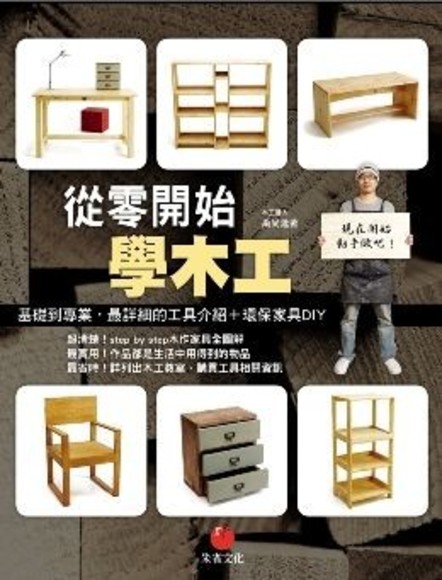 從零開始
學木工
現在開始
動手做吧!
基礎到專業,最詳細的工具介紹+環保家具DIY
超清楚!step by step木作家具全圖解
最實用!作品都是生活中用得到的物品
最省時!詳列出木工教室,購買工具相關資訊
朱雀文化